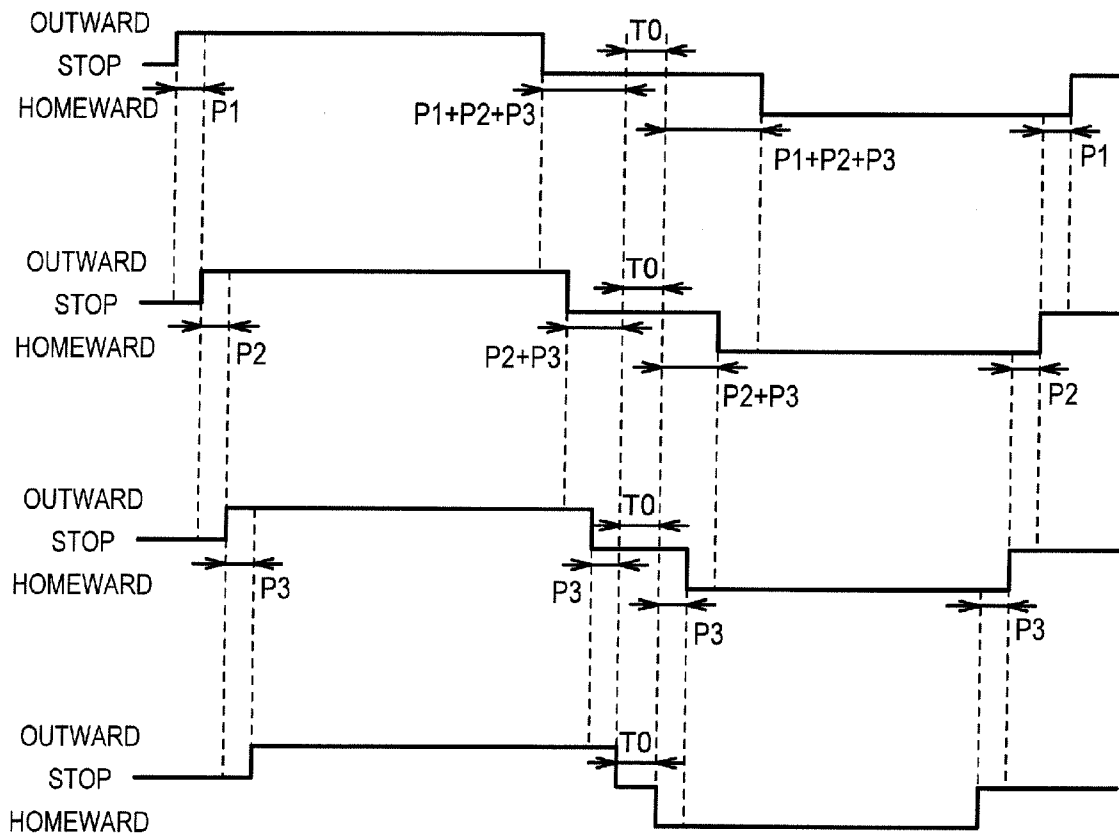 OUTWARD
T0
STOP
HOMEWARD
P1
P1+P2+P3
P1+P2+P3
P1
OUTWARD
T0
STOP
HOMEWARD
P2
P2+P3
P2+P3
P2
OUTWARD
T0
STOP
HOMEWARD
P3
P3
P3
P3
OUTWARD
T0
STOP
HOMEWARD